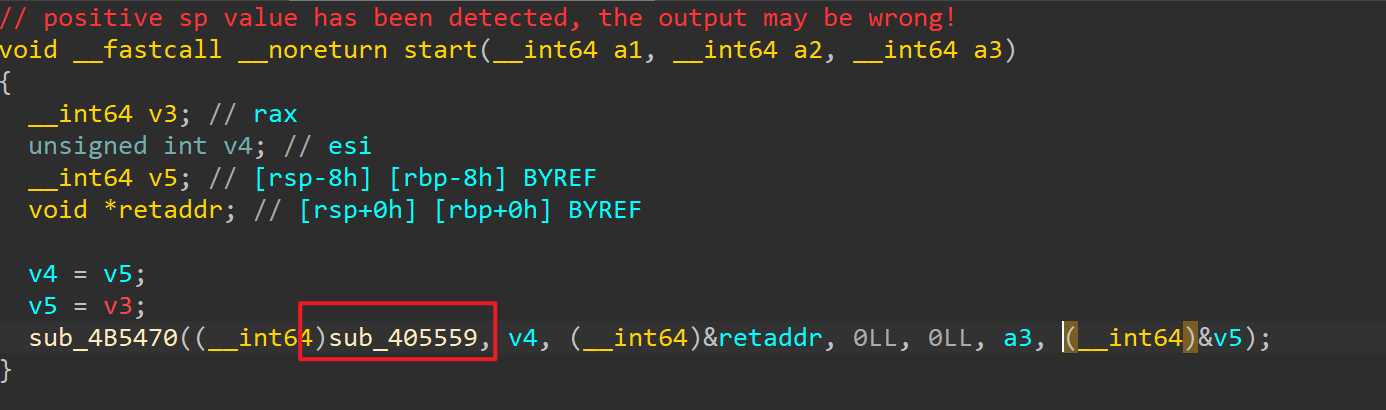 // positive sp value has been detected, the output may be wrong!
void __fastcall __noreturn start(__int64 a1, __int64 a2, __int64 a3)
{
  __int64 v3; // rax
  unsigned int v4; // esi
  __int64 v5; // [rsp-8h] [rbp-8h] BYREF
  void *retaddr; // [rsp+0h] [rbp+0h] BYREF

  v4 = v5;
  v5 = v3;
  sub_4B5470((__int64)sub_405559, v4, (__int64)&retaddr, 0LL, 0LL, a3, (__int64)&v5);
}